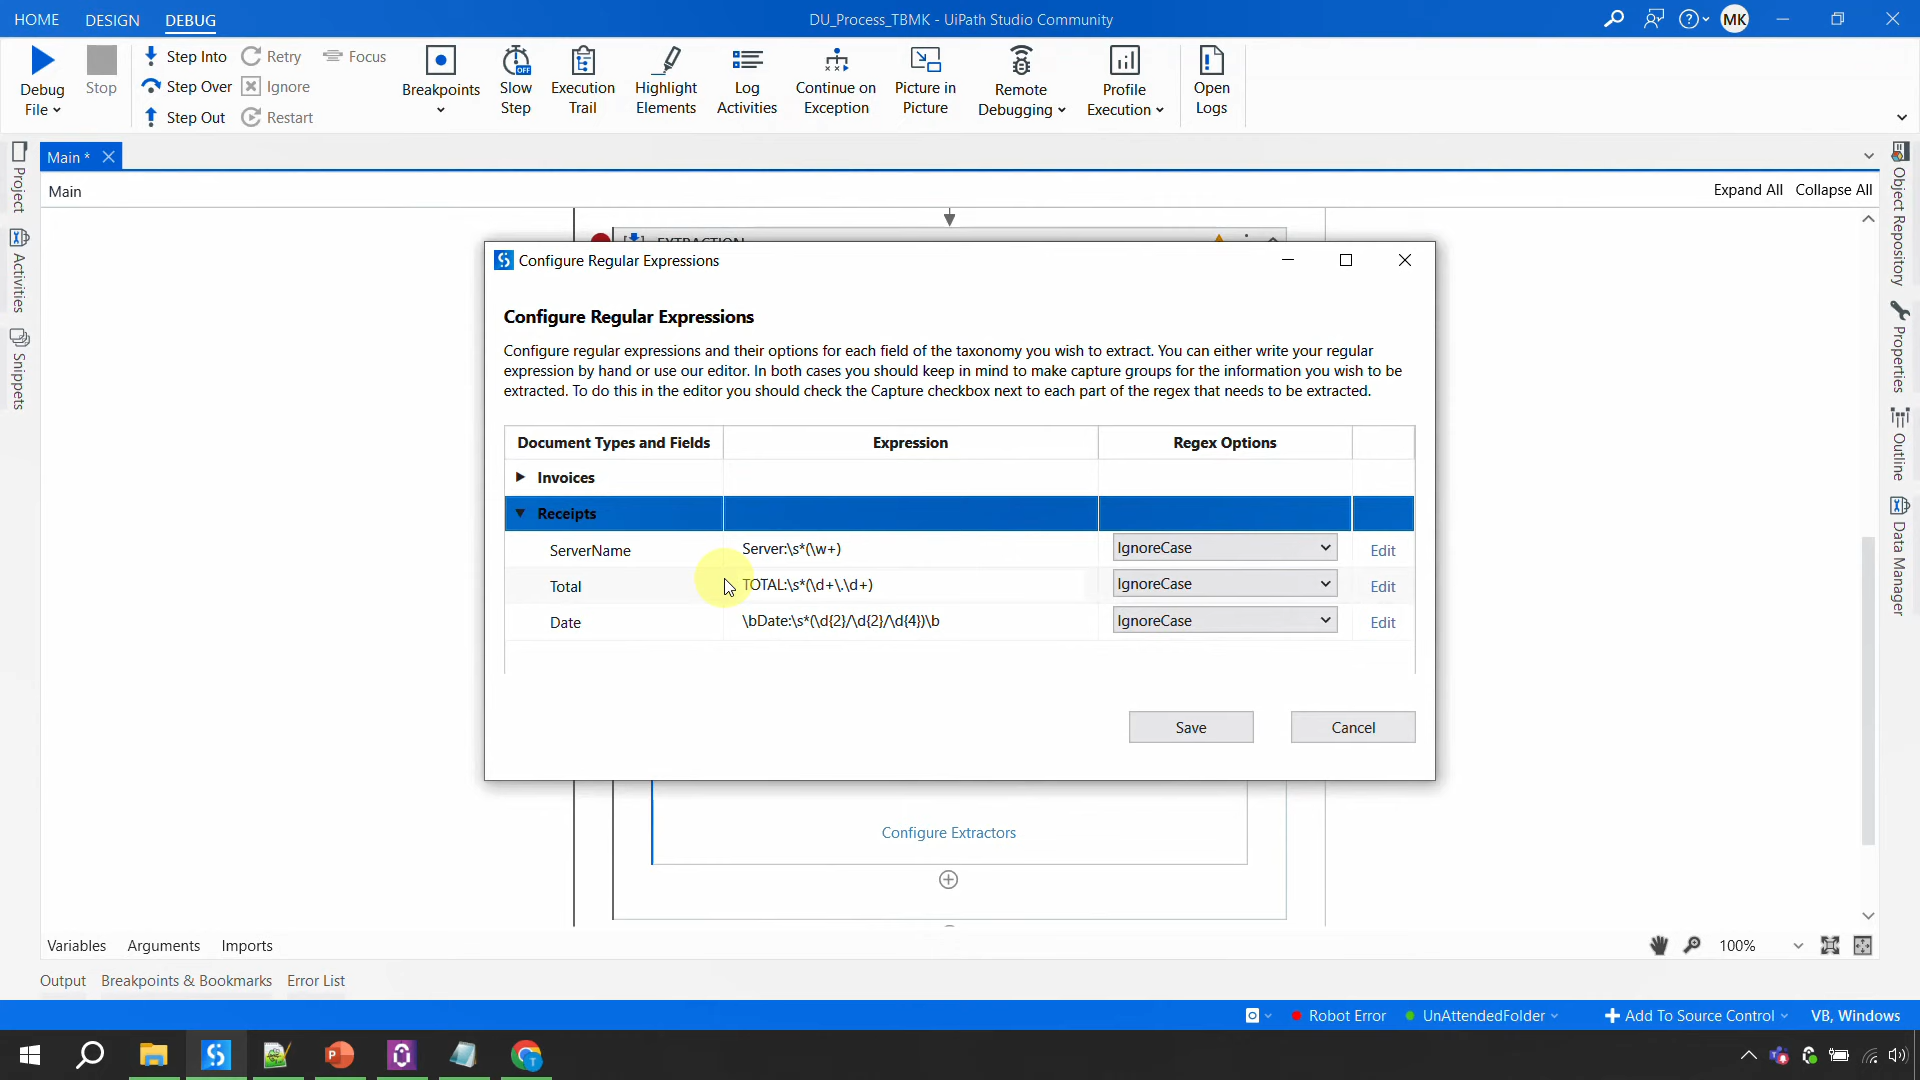 HOME DESIGN DEBUG
DU_Process_TBMK - UiPath Studio Community
MK
Debug File
Stop
Step Into
Step Over
Step Out
Retry
Ignore
Restart
Focus
Breakpoints
Slow Step
Execution Trail
Highlight Elements
Log Activities
Continue on Exception
Picture in Picture
Remote Debugging
Profile Execution
Open Logs
Main *
Main
Expand All Collapse All
Project
Activities
Snippets
Object Repository
Properties
Outline
Data Manager
EXTRACTION
Configure Regular Expressions
Configure Regular Expressions
Configure regular expressions and their options for each field of the taxonomy you wish to extract. You can either write your regular
expression by hand or use our editor. In both cases you should keep in mind to make capture groups for the information you wish to be
extracted. To do this in the editor you should check the Capture checkbox next to each part of the regex that needs to be extracted.
Document Types and Fields Expression Regex Options
Invoices
Receipts
ServerName Server:\s*(\w+) IgnoreCase Edit
Total TOTAL:\s*(\d+\.\d+) IgnoreCase Edit
Date \bDate:\s*(\d{2}/\d{2}/\d{4})\b IgnoreCase Edit
Save Cancel
Configure Extractors
Variables Arguments Imports
100%
Output Breakpoints & Bookmarks Error List
Robot Error UnAttendedFolder Add To Source Control VB, Windows